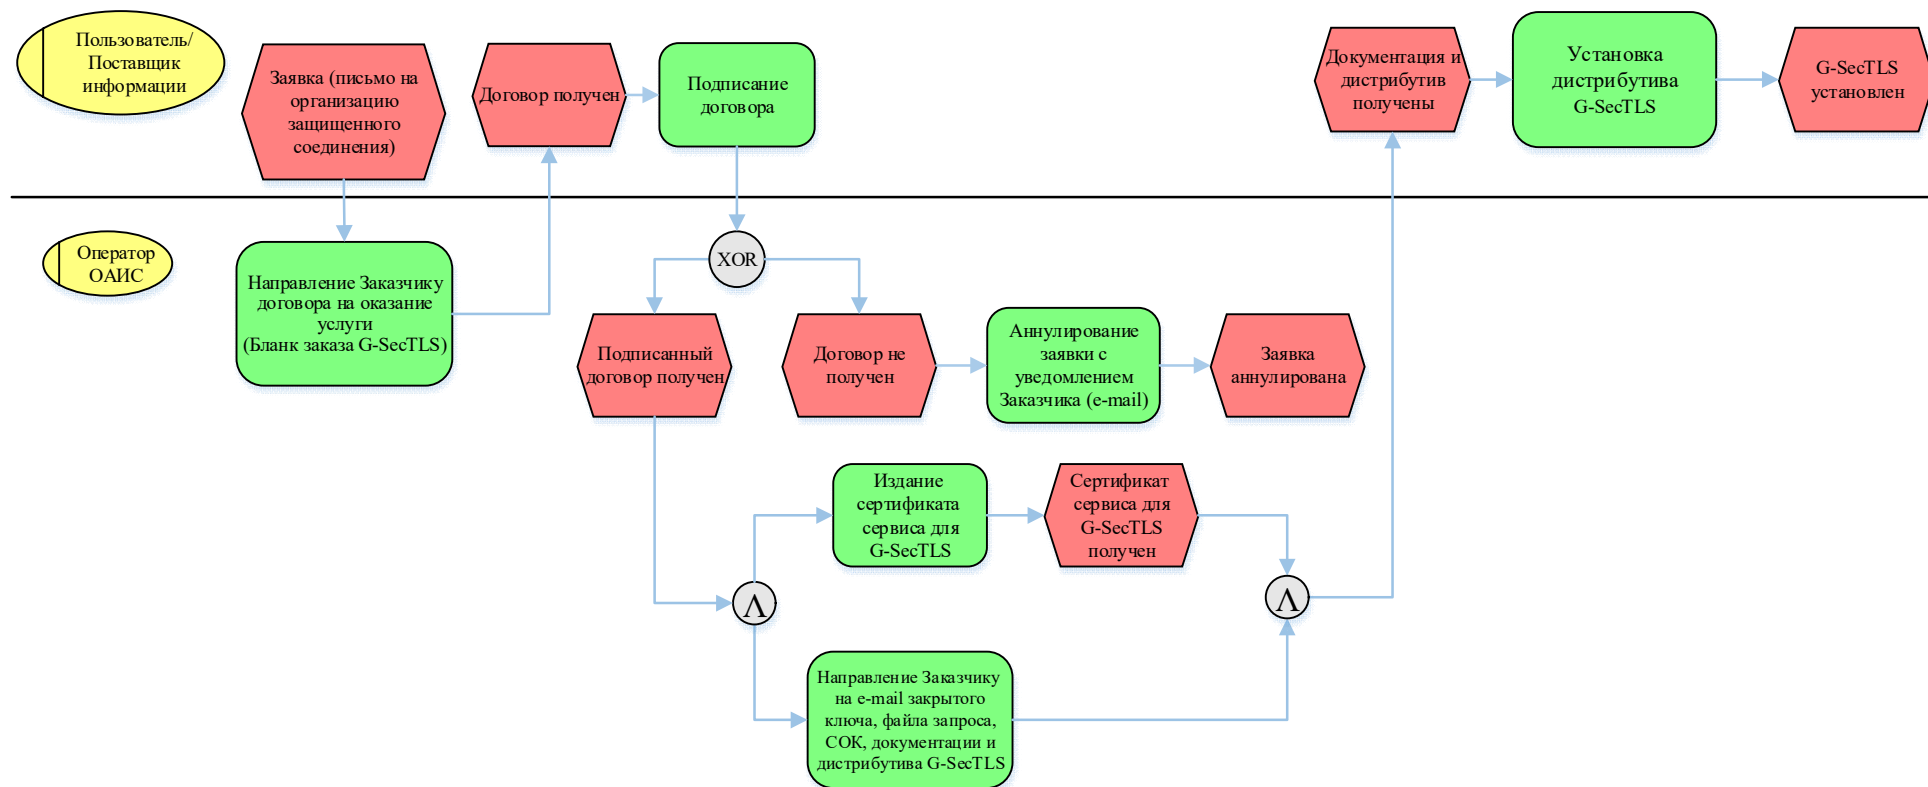 Пользователь/
Поставщик
информации
Заявка (письмо на
организацию
защищенного
соединения)
Договор получен
Подписание
договора
Документация и
дистрибутив
получены
Установка
дистрибутива
G-SecTLS
G-SecTLS
установлен
Оператор
ОАИС
Направление Заказчику
договора на оказание
услуги
(Бланк заказа G-SecTLS)
XOR
Подписанный
договор получен
Договор не
получен
Аннулирование
заявки с
уведомлением
Заказчика (e-mail)
Заявка
аннулирована
Издание
сертификата
сервиса для
G-SecTLS
Сертификат
сервиса для
G-SecTLS
получен
Λ
Λ
Направление Заказчику
на e-mail закрытого
ключа, файла запроса,
СОК, документации и
дистрибутива G-SecTLS